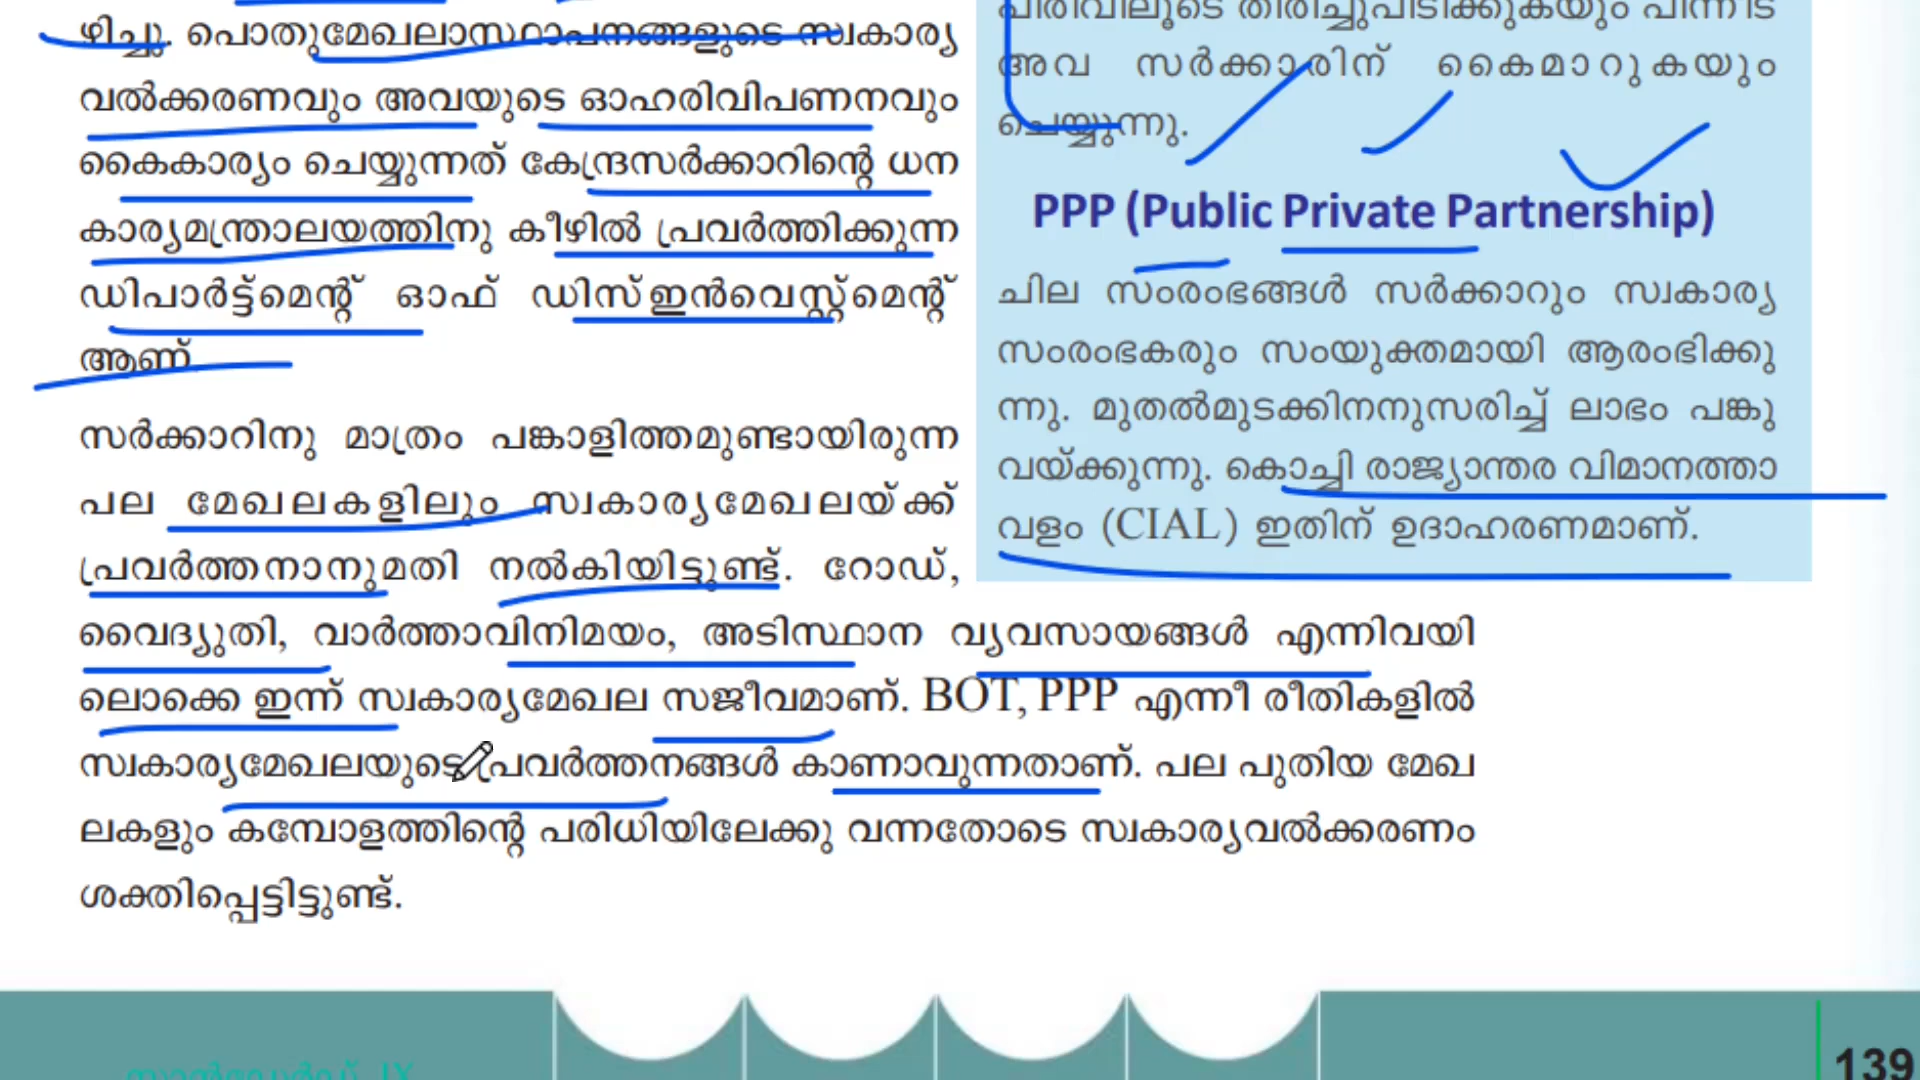 ഴിച്ചു. പൊതുമേഖലാസ്ഥാപനങ്ങളുടെ സ്വകാര്യ
വൽക്കരണവും അവയുടെ ഓഹരിവിപണനവും
കൈകാര്യം ചെയ്യുന്നത് കേന്ദ്രസർക്കാറിന്റെ ധന
കാര്യമന്ത്രാലയത്തിനു കീഴിൽ പ്രവർത്തിക്കുന്ന
ഡിപാർട്ട്മെന്റ് ഓഫ് ഡിസ്ഇൻവെസ്റ്റ്മെന്റ്
ആണ്.
സർക്കാറിനു മാത്രം പങ്കാളിത്തമുണ്ടായിരുന്ന
പല മേഖലകളിലും സ്വകാര്യമേഖലയ്ക്ക്
പ്രവർത്തനാനുമതി നൽകിയിട്ടുണ്ട്. റോഡ്,
വൈദ്യുതി, വാർത്താവിനിമയം, അടിസ്ഥാന വ്യവസായങ്ങൾ എന്നിവയി
ലൊക്കെ ഇന്ന് സ്വകാര്യമേഖല സജീവമാണ്. BOT, PPP എന്നീ രീതികളിൽ
സ്വകാര്യമേഖലയുടെ പ്രവർത്തനങ്ങൾ കാണാവുന്നതാണ്. പല പുതിയ മേഖ
ലകളും കമ്പോളത്തിന്റെ പരിധിയിലേക്കു വന്നതോടെ സ്വകാര്യവൽക്കരണം
ശക്തിപ്പെട്ടിട്ടുണ്ട്.
പിരിവിലൂടെ തിരിച്ചുപിടിക്കുകയും പിന്നീട്
അവ സർക്കാരിന് കൈമാറുകയും
ചെയ്യുന്നു.
PPP (Public Private Partnership)
ചില സംരംഭങ്ങൾ സർക്കാറും സ്വകാര്യ
സംരംഭകരും സംയുക്തമായി ആരംഭിക്കു
ന്നു. മുതൽമുടക്കിനനുസരിച്ച് ലാഭം പങ്കു
വയ്ക്കുന്നു. കൊച്ചി രാജ്യാന്തര വിമാനത്താ
വളം (CIAL) ഇതിന് ഉദാഹരണമാണ്.
സ്റ്റാൻഡേർഡ് IX
139